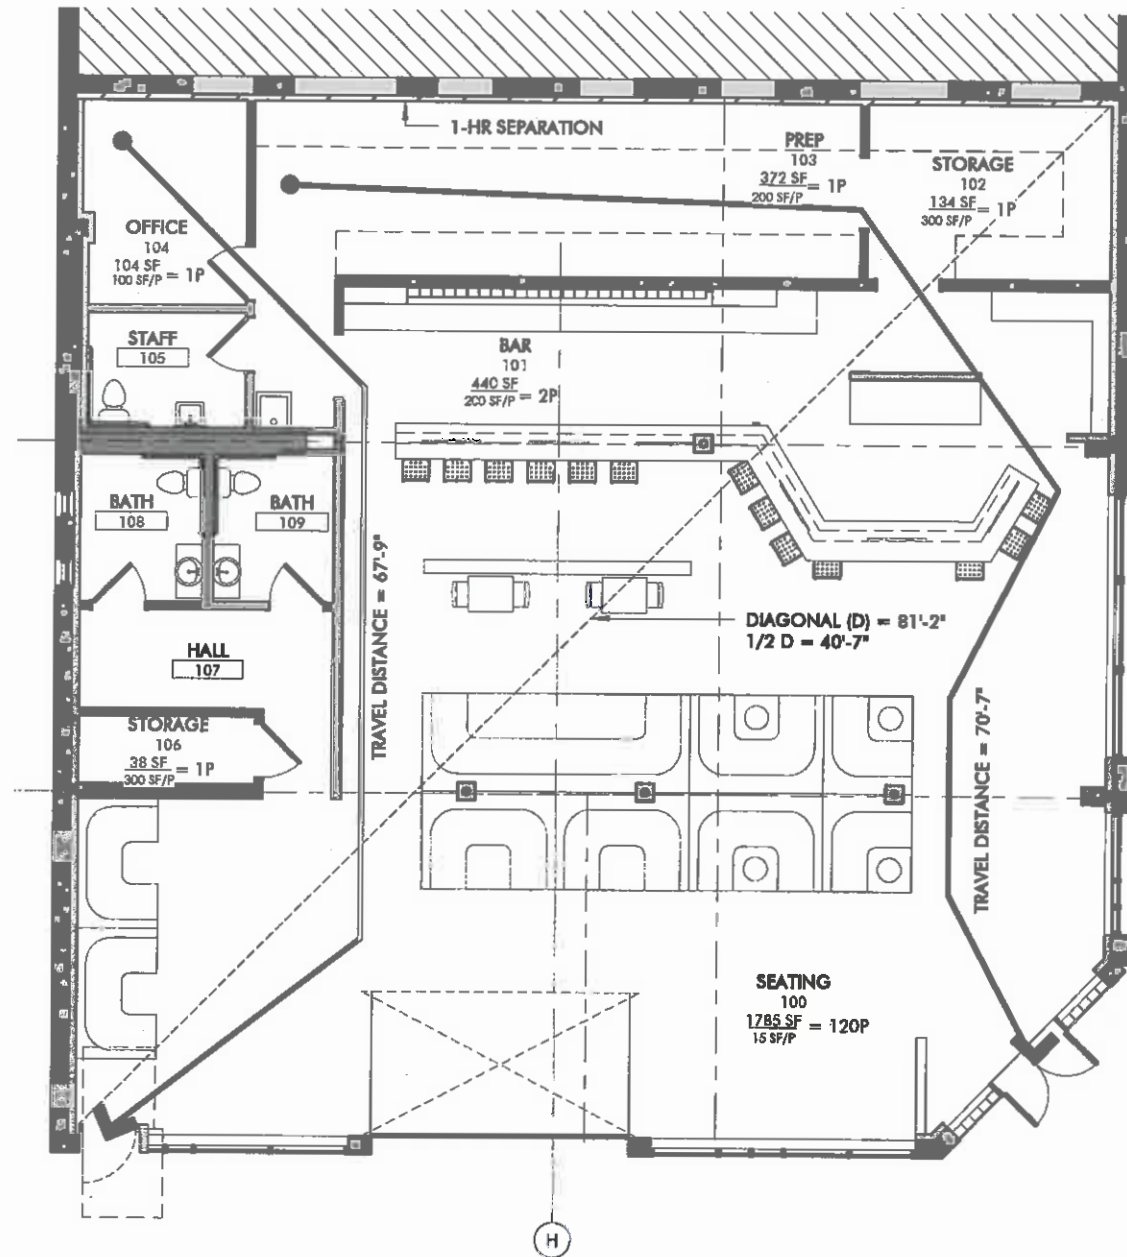 1-HR SEPARATION
PREP
103
372 SF
200 SF/P
= 1P
STORAGE
102
134 SF
300 SF/P
= 1P
OFFICE
104
104 SF
100 SF/P
= 1P
STAFF
105
BAR
101
440 SF
200 SF/P
= 2P
BATH
108
BATH
109
HALL
107
STORAGE
106
38 SF
300 SF/P
= 1P
TRAVEL DISTANCE = 67'-9"
DIAGONAL (D) = 81'-2"
1/2 D = 40'-7"
TRAVEL DISTANCE = 70'-7"
SEATING
100
1785 SF
15 SF/P
= 120P
H